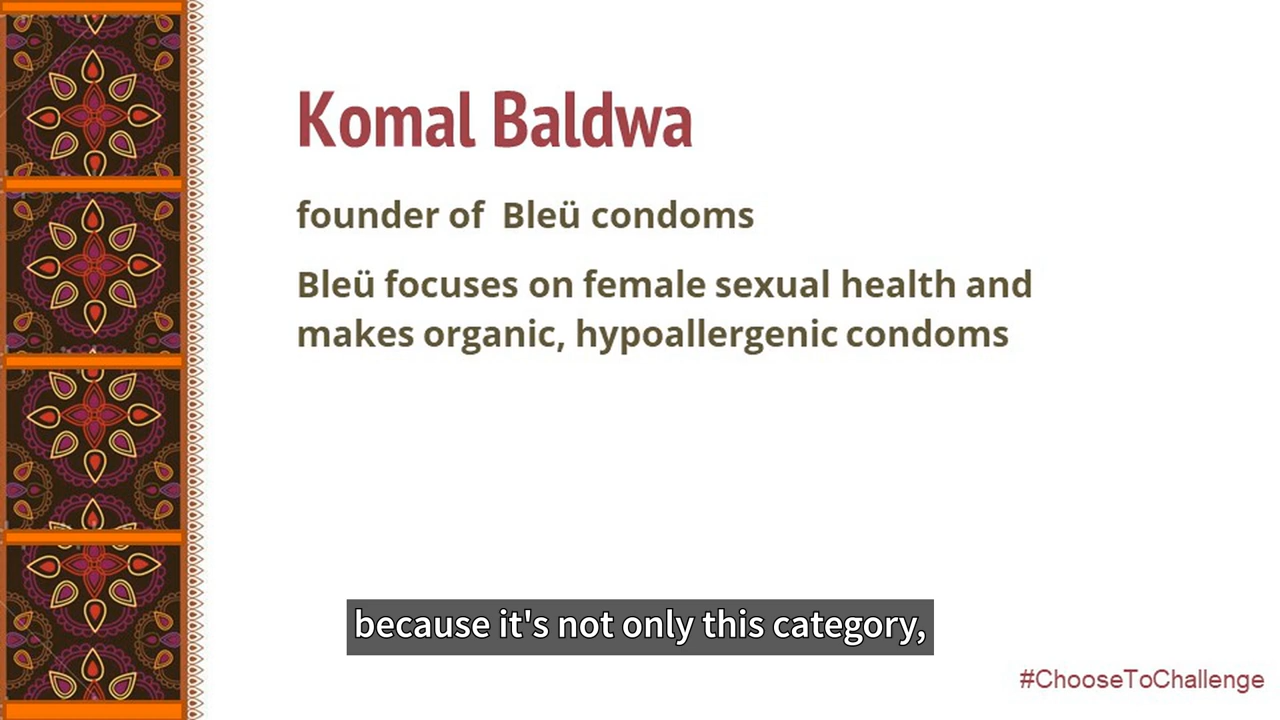 Komal Baldwa
founder of  Bleü condoms
Bleü focuses on female sexual health and
makes organic, hypoallergenic condoms
because it's not only this category,
#ChooseToChallenge